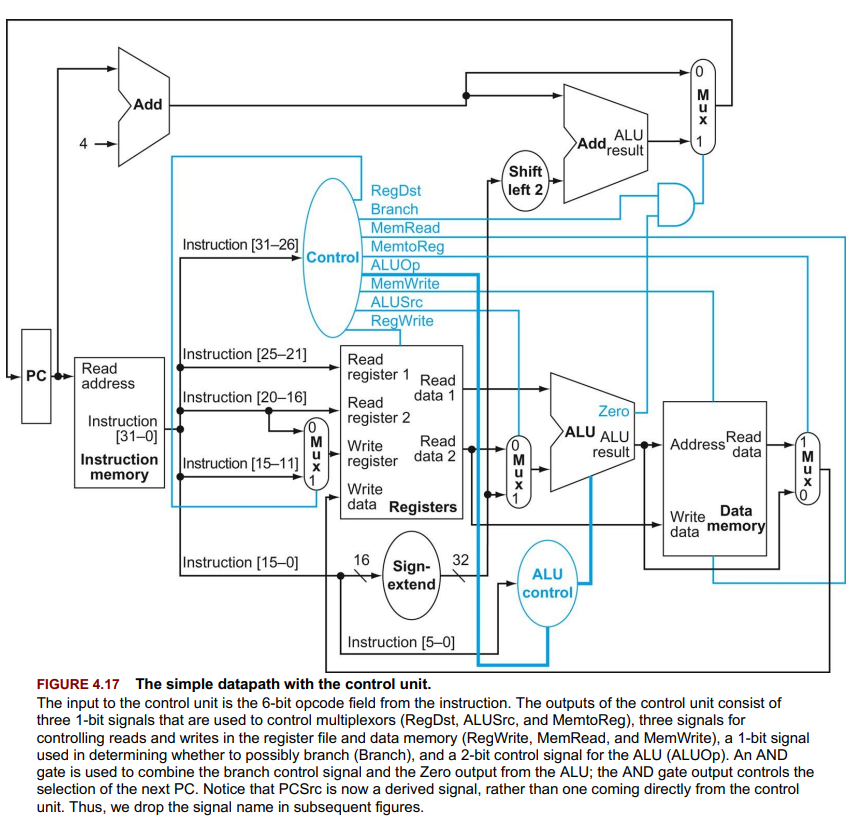 Add
4
Add ALU
result
0
M
u
x
1
Shift
left 2
RegDst
Branch
MemRead
MemtoReg
ALUOp
MemWrite
ALUSrc
RegWrite
Instruction [31–26]
Control
PC
Read
address
Instruction
[31–0]
Instruction
memory
Instruction [25–21]
Instruction [20–16]
Instruction [15–11]
0
M
u
x
1
Read
register 1
Read
data 1
Read
register 2
Write
register
Read
data 2
Write
data
Registers
0
M
u
x
1
Zero
ALU ALU
result
Address
Read
data
Write
data
Data
memory
1
M
u
x
0
Instruction [15–0]
16
Sign-
extend
32
ALU
control
Instruction [5–0]
FIGURE 4.17 The simple datapath with the control unit.
The input to the control unit is the 6-bit opcode field from the instruction. The outputs of the control unit consist of
three 1-bit signals that are used to control multiplexors (RegDst, ALUSrc, and MemtoReg), three signals for
controlling reads and writes in the register file and data memory (RegWrite, MemRead, and MemWrite), a 1-bit signal
used in determining whether to possibly branch (Branch), and a 2-bit control signal for the ALU (ALUOp). An AND
gate is used to combine the branch control signal and the Zero output from the ALU; the AND gate output controls the
selection of the next PC. Notice that PCSrc is now a derived signal, rather than one coming directly from the control
unit. Thus, we drop the signal name in subsequent figures.